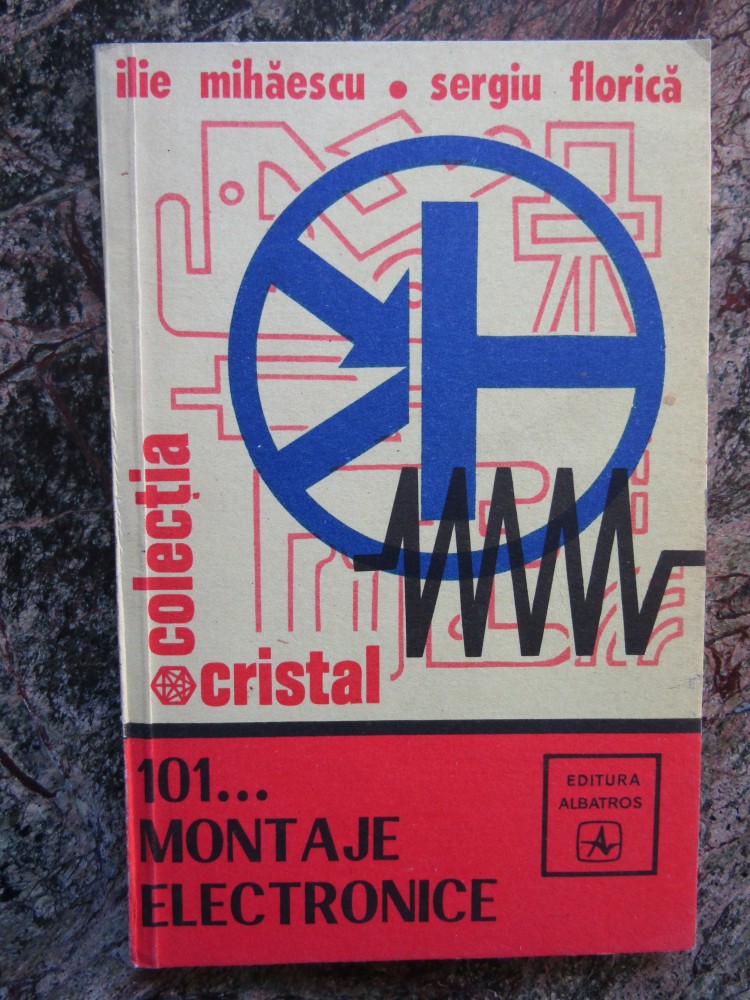 ilie mihăescu • sergiu florică
colecția
cristal
101...
MONTAJE
ELECTRONICE
EDITURA
ALBATROS